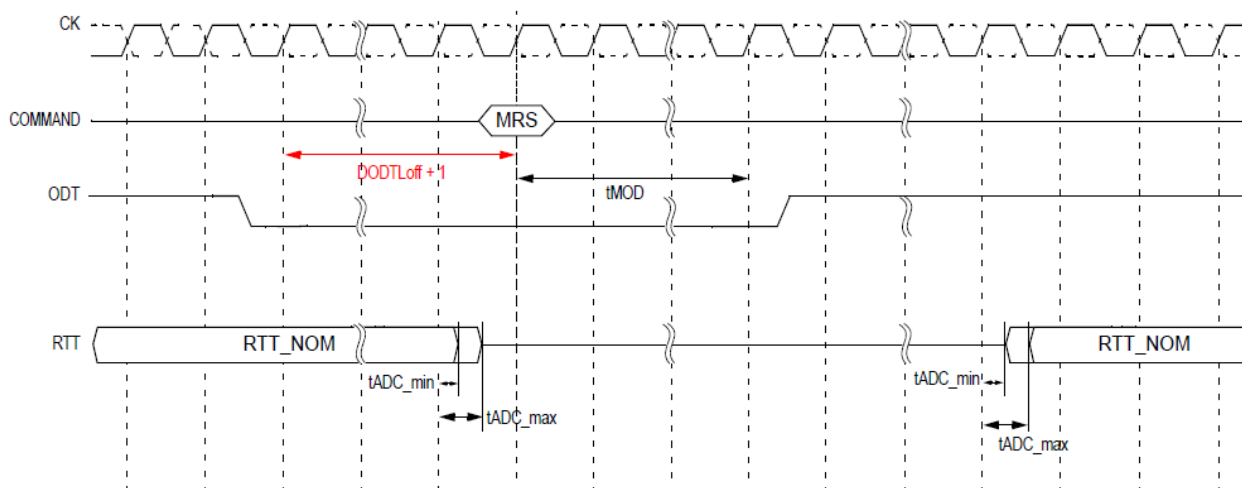 CK
COMMAND
MRS
DODTLoff + 1
ODT
tMOD
RTT
RTT_NOM
RTT_NOM
tADC_min
tADC_min
tADC_max
tADC_max